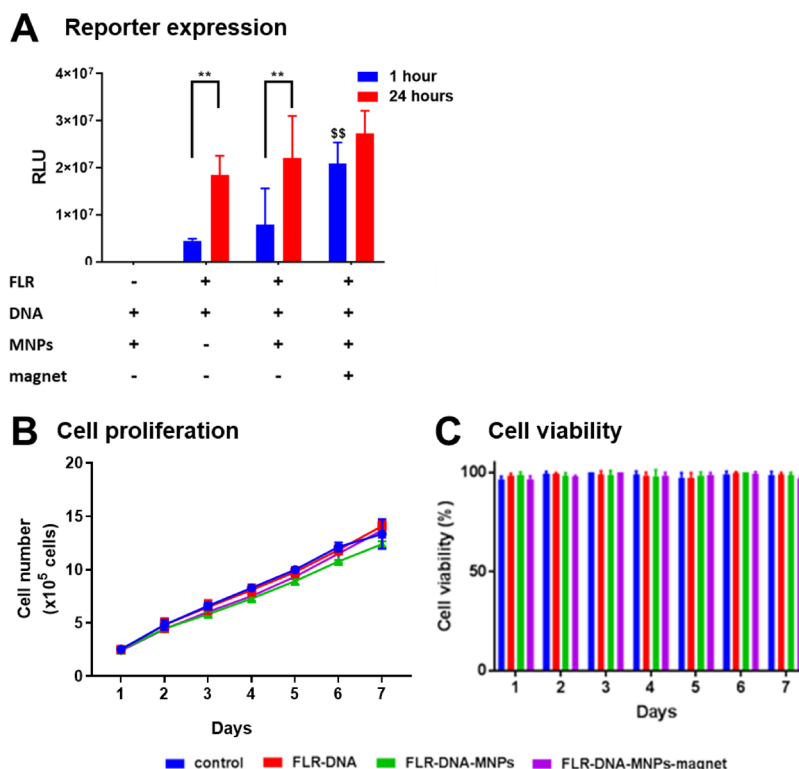 A Reporter expression
4×10⁷
3×10⁷
2×10⁷
1×10⁷
0
RLU
** **
$$
1 hour
24 hours
FLR - + + +
DNA + + + +
MNPs + - + +
magnet - - - +
B Cell proliferation
20
15
10
5
0
Cell number
(x10⁵ cells)
1 2 3 4 5 6 7
Days
C Cell viability
100
50
0
Cell viability (%)
1 2 3 4 5 6 7
Days
control FLR-DNA FLR-DNA-MNPs FLR-DNA-MNPs-magnet